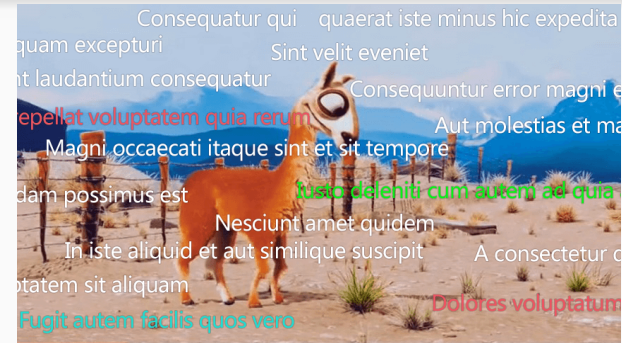 Consequatur qui quaerat iste minus hic expedita
quam excepturi
Sint velit eveniet
laudantium consequatur
Consequuntur error magni
repellat voluptatem quia rerum
Aut molestias et
Magni occaecati itaque sint et sit tempore
possimus est
Iusto deleniti cum autem ad quia
Nesciunt amet quidem
In iste aliquid et aut similique suscipit
A consectetur
sit aliquam
Dolores voluptatum
Fugit autem facilis quos vero